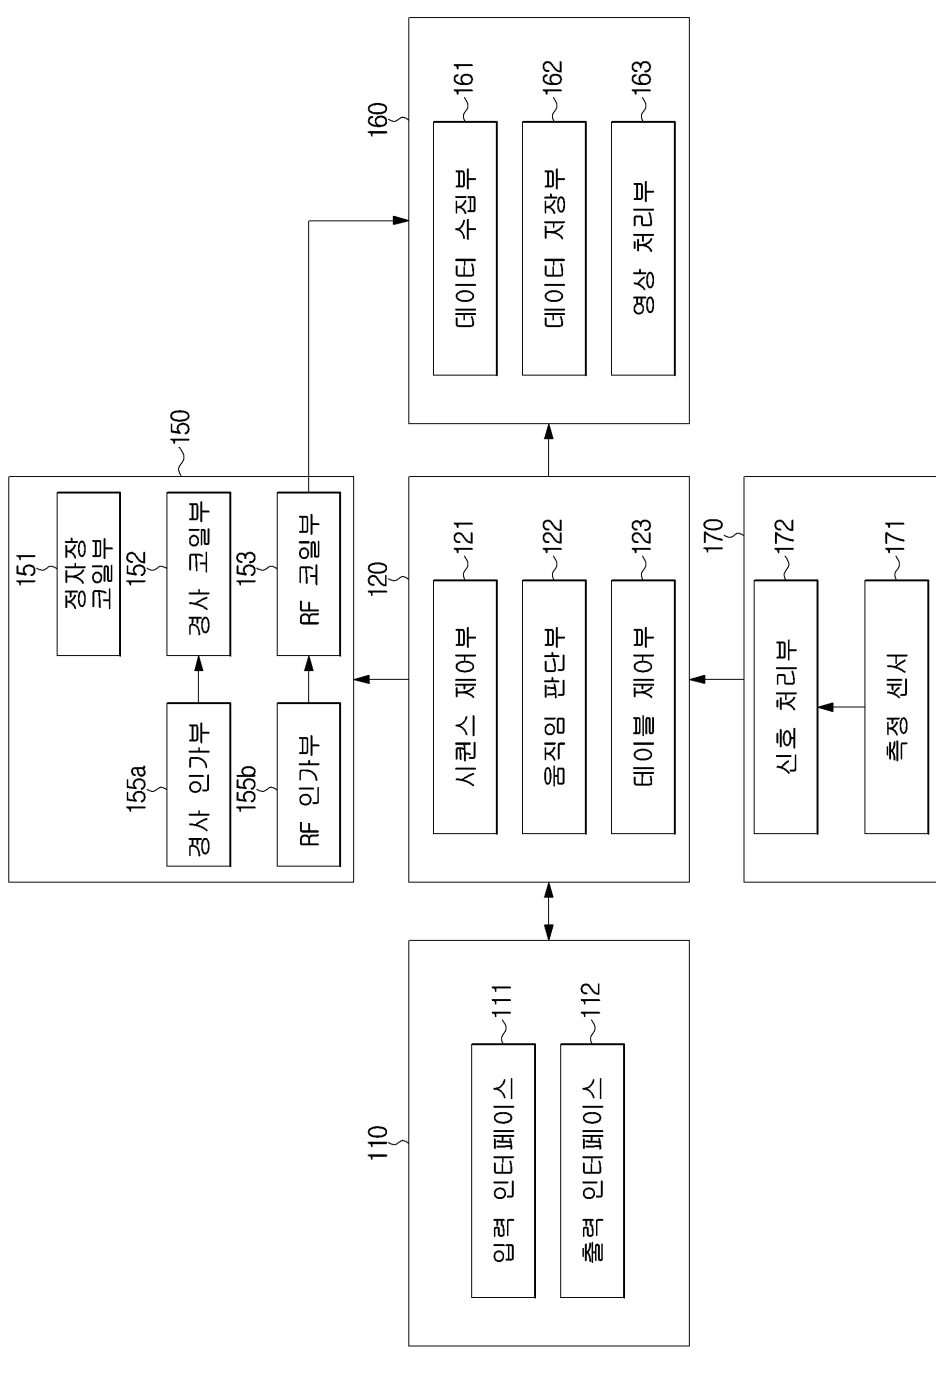 150
151
정자장
코일부
155a
경사 인가부
152
경사 코일부
155b
RF 인가부
153
RF 코일부
110
111
입력 인터페이스
112
출력 인터페이스
120
121
시퀀스 제어부
122
움직임 판단부
123
테이블 제어부
160
161
데이터 수집부
162
데이터 저장부
163
영상 처리부
170
172
신호 처리부
171
측정 센서